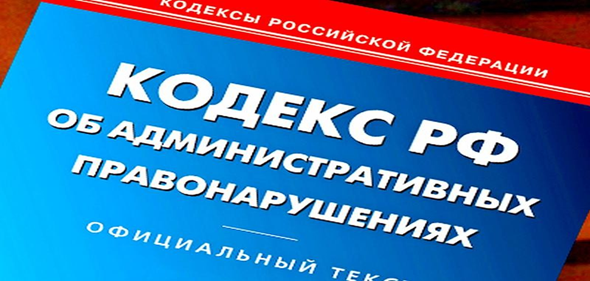 КОДЕКСЫ РОССИЙСКОЙ ФЕДЕРАЦИИ
КОДЕКС РФ
ОБ АДМИНИСТРАТИВНЫХ
ПРАВОНАРУШЕНИЯХ
ОФИЦИАЛЬНЫЙ